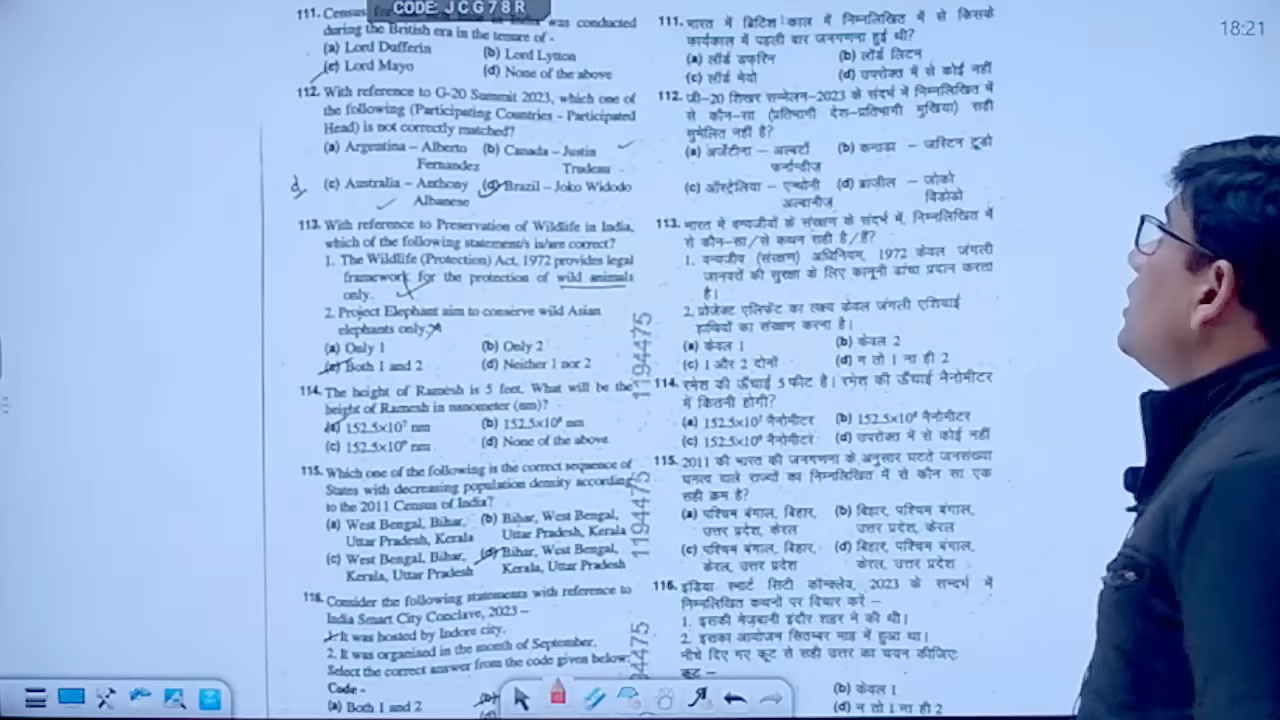 CODE: J C G 7 8 R
18:21
111. Census was conducted
during the British era in the tenure of -
(a) Lord Dufferin (b) Lord Lytton
(c) Lord Mayo (d) None of the above
112. With reference to G-20 Summit 2023, which one of
the following (Participating Countries - Participated
Head) is not correctly matched?
(a) Argentina – Alberto (b) Canada – Justin
Fernandez Trudeau
(c) Australia – Anthony (d) Brazil – Joko Widodo
Albanese
113. With reference to Preservation of Wildlife in India,
which of the following statement/s is/are correct?
1. The Wildlife (Protection) Act, 1972 provides legal
framework for the protection of wild animals
only.
2. Project Elephant aim to conserve wild Asian
elephants only.
(a) Only 1 (b) Only 2
(c) Both 1 and 2 (d) Neither 1 nor 2
114. The height of Ramesh is 5 feet. What will be the
height of Ramesh in nanometer (nm)?
(a) 152.5×10⁷ nm (b) 152.5×10⁸ nm
(c) 152.5×10⁹ nm (d) None of the above
115. Which one of the following is the correct sequence of
States with decreasing population density according
to the 2011 Census of India?
(a) West Bengal, Bihar, (b) Bihar, West Bengal,
Uttar Pradesh, Kerala Uttar Pradesh, Kerala
(c) West Bengal, Bihar, (d) Bihar, West Bengal,
Kerala, Uttar Pradesh Kerala, Uttar Pradesh
116. Consider the following statements with reference to
India Smart City Conclave, 2023 –
1. It was hosted by Indore city.
2. It was organised in the month of September.
Select the correct answer from the code given below:
Code -
(a) Both 1 and 2 (b)
(d)
1194475
1194475
94475
111. भारत में ब्रिटिश काल में निम्नलिखित में से किसके
कार्यकाल में पहली बार जनगणना हुई थी?
(a) लॉर्ड डफरिन (b) लॉर्ड लिटन
(c) लॉर्ड मेयो (d) उपरोक्त में से कोई नहीं
112. जी-20 शिखर सम्मेलन-2023 के संदर्भ में निम्नलिखित में
से कौन-सा (प्रतिभागी देश-प्रतिभागी मुखिया) सही
सुमेलित नहीं है?
(a) अर्जेंटीना – अल्बर्टो (b) कनाडा – जस्टिन ट्रूडो
फर्नान्डीज़
(c) ऑस्ट्रेलिया – एन्थोनी (d) ब्राज़ील – जोको
अल्बानीज़ विडोडो
113. भारत में वन्यजीवों के संरक्षण के संदर्भ में, निम्नलिखित में
से कौन-सा/से कथन सही है/हैं?
1. वन्यजीव (संरक्षण) अधिनियम, 1972 केवल जंगली
जानवरों की सुरक्षा के लिए कानूनी ढांचा प्रदान करता
है।
2. प्रोजेक्ट एलिफेंट का लक्ष्य केवल जंगली एशियाई
हाथियों का संरक्षण करना है।
(a) केवल 1 (b) केवल 2
(c) 1 और 2 दोनों (d) न तो 1 ना ही 2
114. रमेश की ऊँचाई 5 फीट है। रमेश की ऊँचाई नैनोमीटर
में कितनी होगी?
(a) 152.5×10⁷ नैनोमीटर (b) 152.5×10⁸ नैनोमीटर
(c) 152.5×10⁹ नैनोमीटर (d) उपरोक्त में से कोई नहीं
115. 2011 की भारत की जनगणना के अनुसार घटते जनसंख्या
घनत्व वाले राज्यों का निम्नलिखित में से कौन सा एक
सही क्रम है?
(a) पश्चिम बंगाल, बिहार, (b) बिहार, पश्चिम बंगाल,
उत्तर प्रदेश, केरल उत्तर प्रदेश, केरल
(c) पश्चिम बंगाल, बिहार, (d) बिहार, पश्चिम बंगाल,
केरल, उत्तर प्रदेश केरल, उत्तर प्रदेश
116. इंडिया स्मार्ट सिटी कॉन्क्लेव, 2023 के सन्दर्भ में
निम्नलिखित कथनों पर विचार करें –
1. इसकी मेज़बानी इंदौर शहर ने की थी।
2. इसका आयोजन सितम्बर माह में हुआ था।
नीचे दिए गए कूट से सही उत्तर का चयन कीजिए:
कूट –
(b) केवल 1
(d) न तो 1 ना ही 2